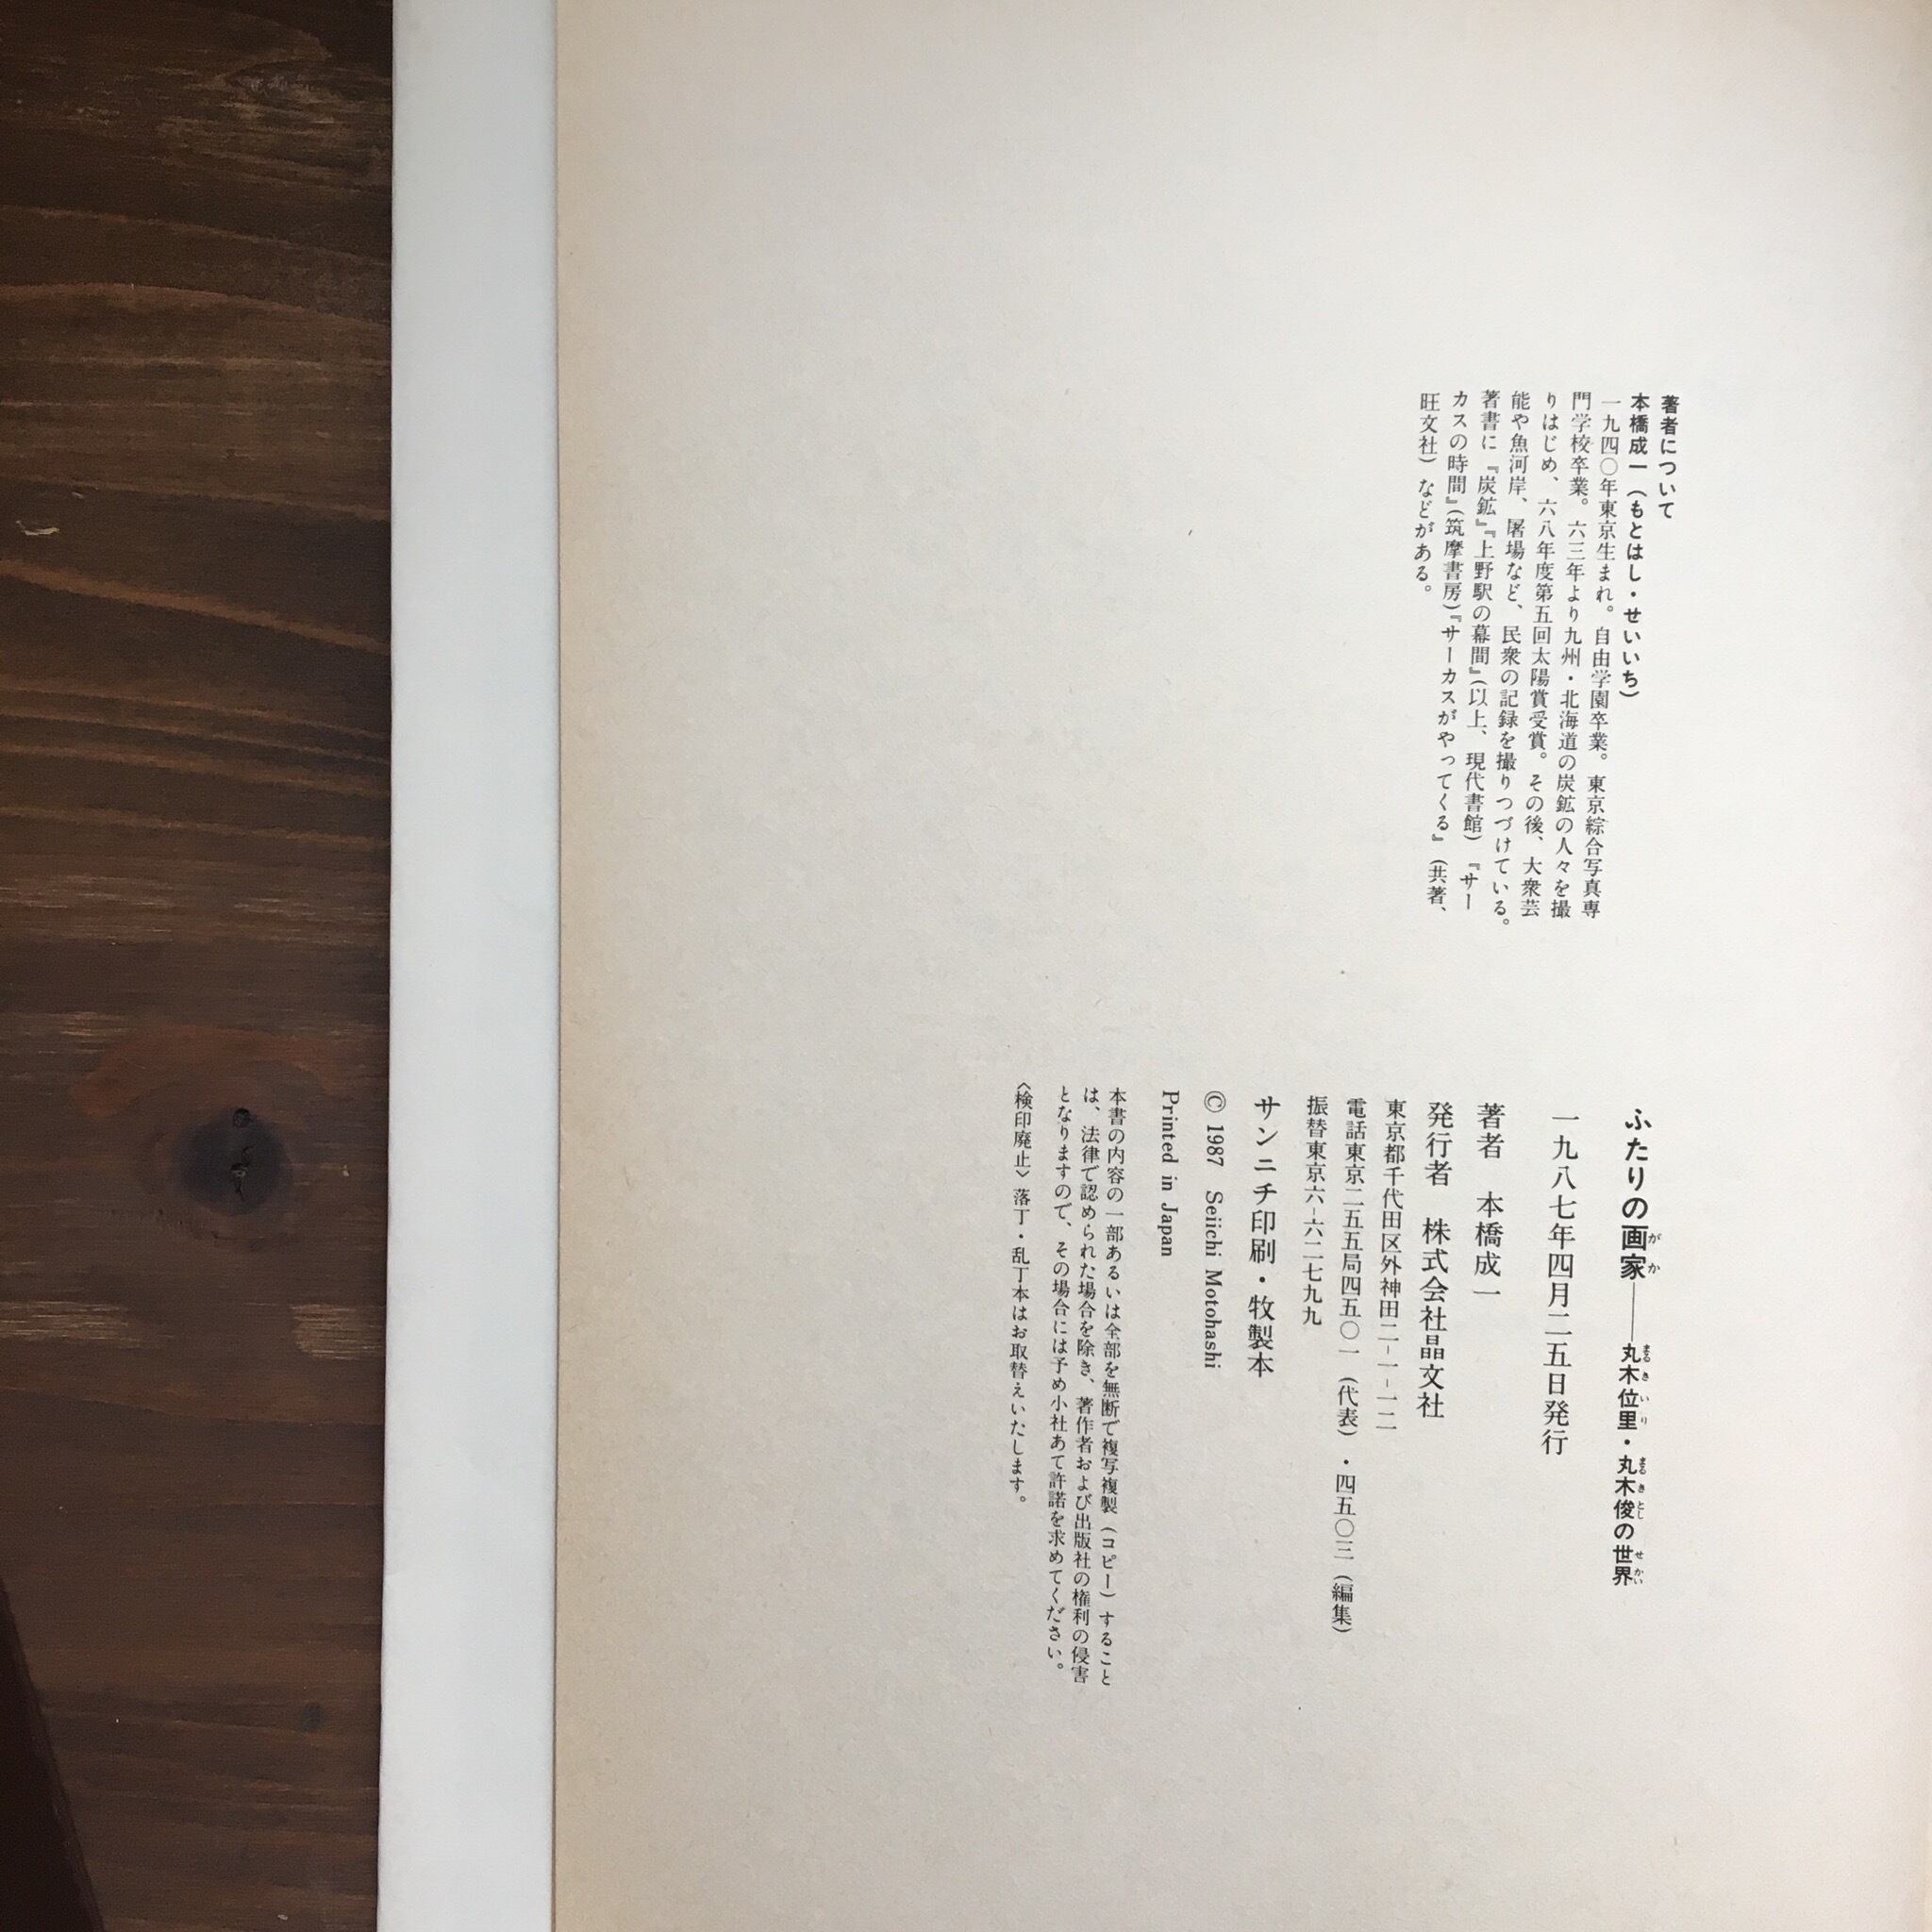 著者について
本橋成一（もとはし・せいいち）
一九四〇年東京生まれ。自由学園卒業。東京綜合写真専
門学校卒業。六三年より九州・北海道の炭鉱の人々を撮
りはじめ、六八年度第五回太陽賞受賞。その後、大衆芸
能や魚河岸、屠場など、民衆の記録を撮りつづけている。
著書に『炭鉱』『上野駅の幕間』（以上、現代書館）『サー
カスの時間』（筑摩書房）『サーカスがやってくる』（共著、
旺文社）などがある。
ふたりの画家――丸木位里・丸木俊の世界
一九八七年四月二五日発行
著者　本橋成一
発行者　株式会社晶文社
東京都千代田区外神田二-一-一二
電話東京二五五局四五〇一（代表）・四五〇三（編集）
振替東京六-六二七九九
サンニチ印刷・牧製本
© 1987 Seiichi Motohashi
Printed in Japan
本書の内容の一部あるいは全部を無断で複写複製（コピー）すること
は、法律で認められた場合を除き、著作者および出版社の権利の侵害
となりますので、その場合には予め小社あて許諾を求めてください。
〈検印廃止〉落丁・乱丁本はお取替えいたします。